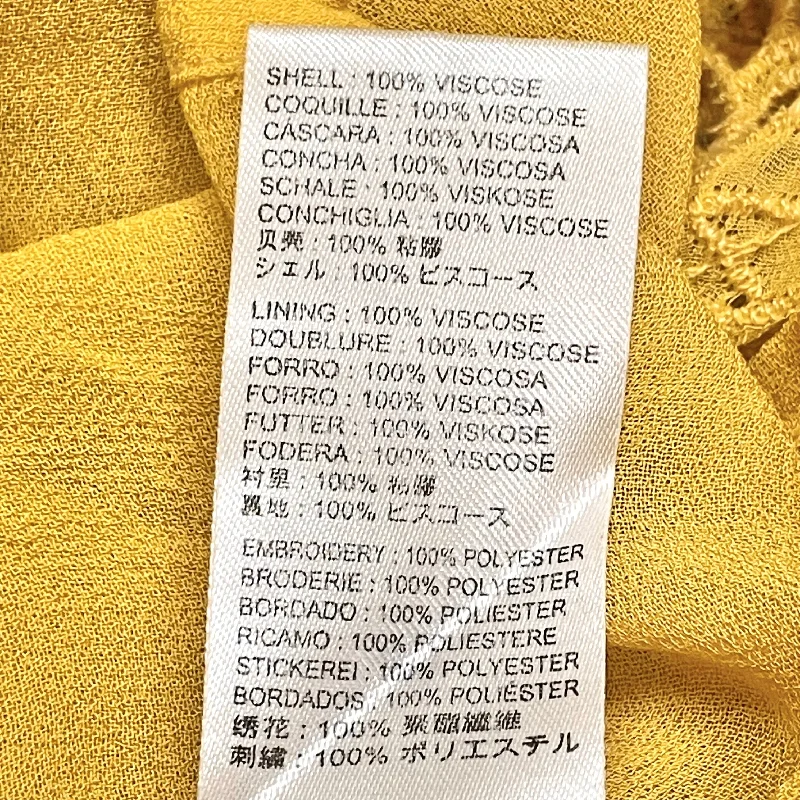 SHELL : 100% VISCOSE
COQUILLE : 100% VISCOSE
CÁSCARA : 100% VISCOSA
CONCHA : 100% VISCOSA
SCHALE : 100% VISKOSE
CONCHIGLIA : 100% VISCOSE
贝壳 : 100% 粘膠
シェル : 100% ビスコース
LINING : 100% VISCOSE
DOUBLURE : 100% VISCOSE
FORRO : 100% VISCOSA
FORRO : 100% VISCOSA
FUTTER : 100% VISKOSE
FODERA : 100% VISCOSE
衬里 : 100% 粘膠
裏地 : 100% ビスコース
EMBROIDERY : 100% POLYESTER
BRODERIE : 100% POLYESTER
BORDADO : 100% POLIESTER
RICAMO : 100% POLIESTERE
STICKEREI : 100% POLYESTER
BORDADOS : 100% POLIÉSTER
绣花 : 100% 聚酯纖維
刺繍 : 100% ポリエステル